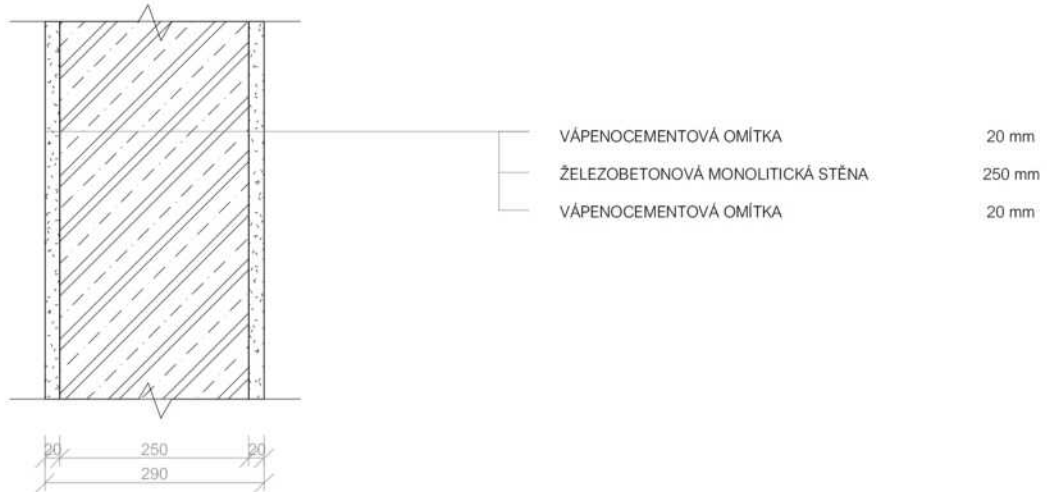 VÁPENOCEMENTOVÁ OMÍTKA 20 mm
ŽELEZOBETONOVÁ MONOLITICKÁ STĚNA 250 mm
VÁPENOCEMENTOVÁ OMÍTKA 20 mm
20 250 20
290